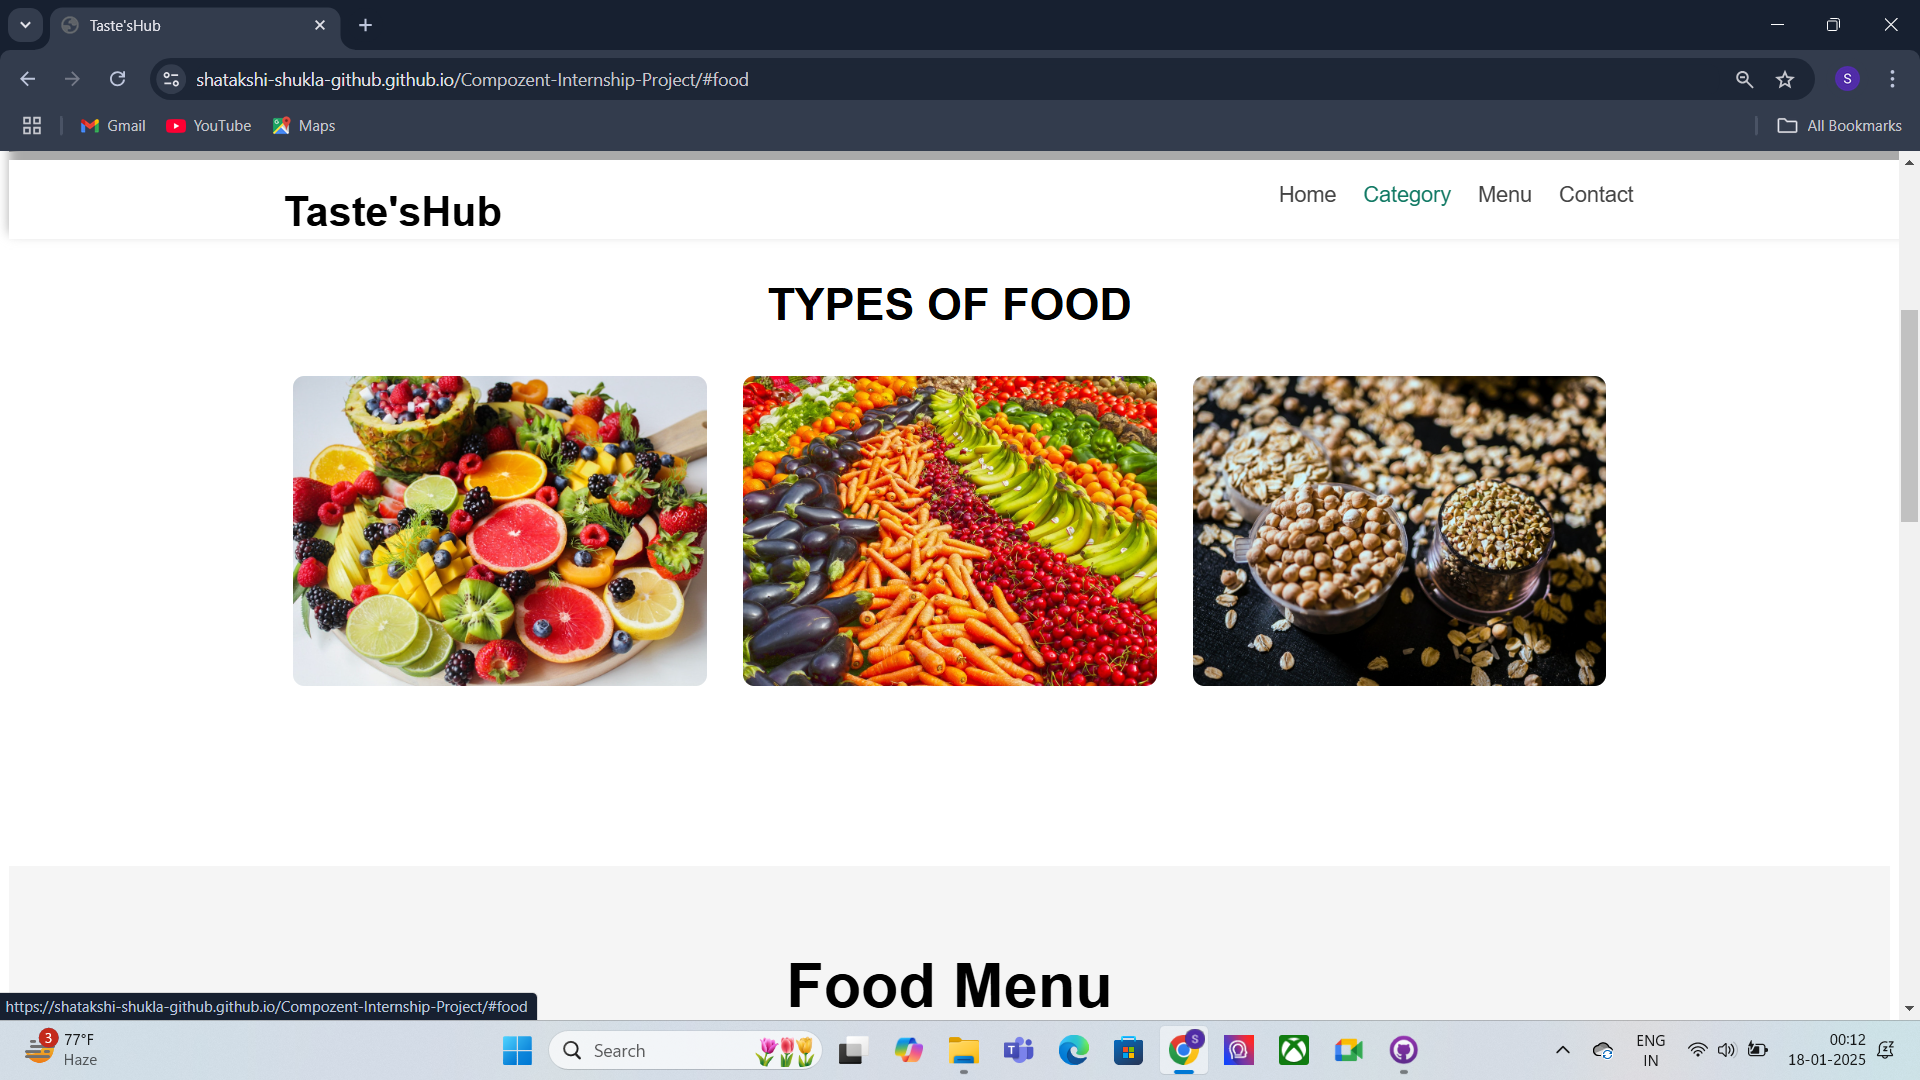 Taste'sHub
shatakshi-shukla-github.github.io/Compozent-Internship-Project/#food
S
Gmail
YouTube
Maps
All Bookmarks
Taste'sHub
Home
Category
Menu
Contact
TYPES OF FOOD
Food Menu
https://shatakshi-shukla-github.github.io/Compozent-Internship-Project/#food
3
77°F
Haze
Search
S
ENG
IN
00:12
18-01-2025